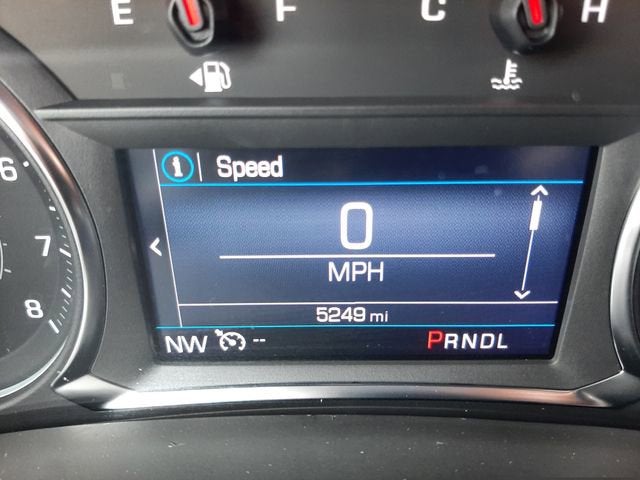 E F C H
6
7
8
i Speed
0
MPH
5249 mi
NW --
PRNDL